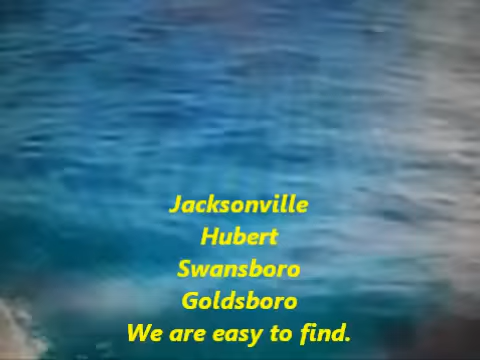 Jacksonville
Hubert
Swansboro
Goldsboro
We are easy to find.